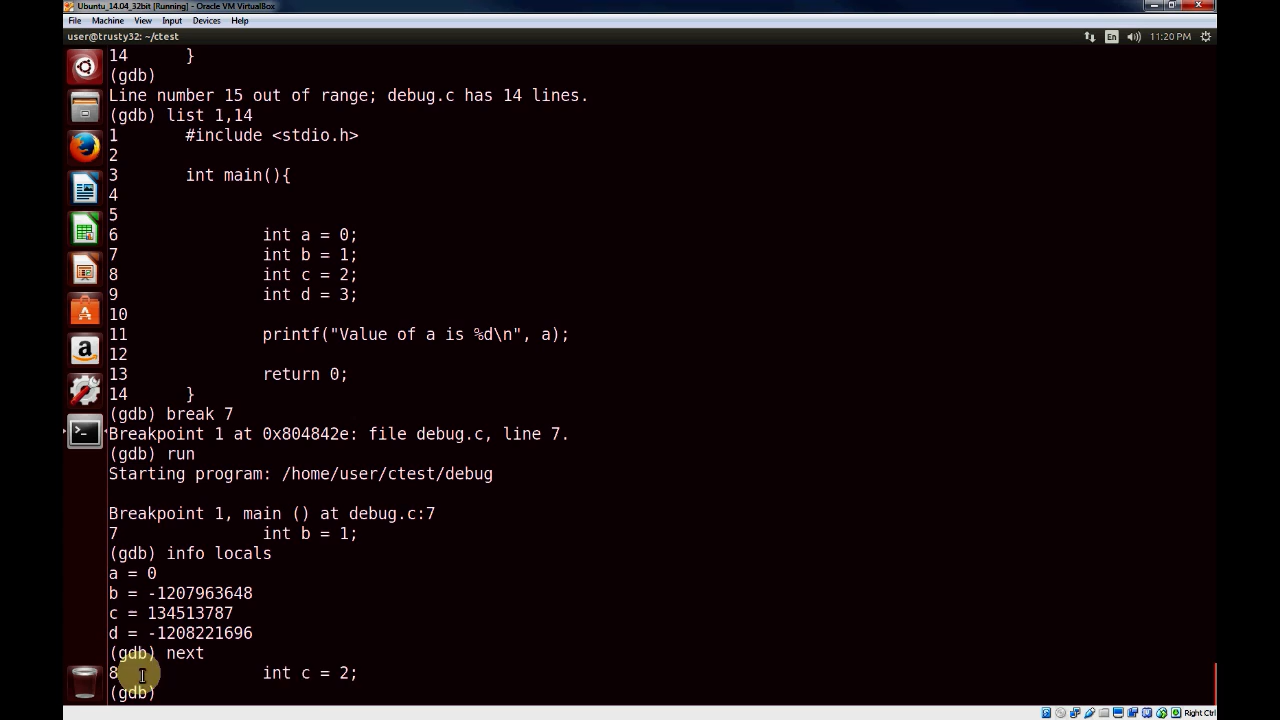 Ubuntu_14.04_32bit [Running] - Oracle VM VirtualBox
File Machine View Input Devices Help
user@trusty32: ~/ctest
En 11:20 PM
14 }
(gdb)
Line number 15 out of range; debug.c has 14 lines.
(gdb) list 1,14
1 #include <stdio.h>
2
3 int main(){
4
5
6 int a = 0;
7 int b = 1;
8 int c = 2;
9 int d = 3;
10
11 printf("Value of a is %d\n", a);
12
13 return 0;
14 }
(gdb) break 7
Breakpoint 1 at 0x804842e: file debug.c, line 7.
(gdb) run
Starting program: /home/user/ctest/debug
Breakpoint 1, main () at debug.c:7
7 int b = 1;
(gdb) info locals
a = 0
b = -1207963648
c = 134513787
d = -1208221696
(gdb) next
8 int c = 2;
(gdb)
Right Ctrl